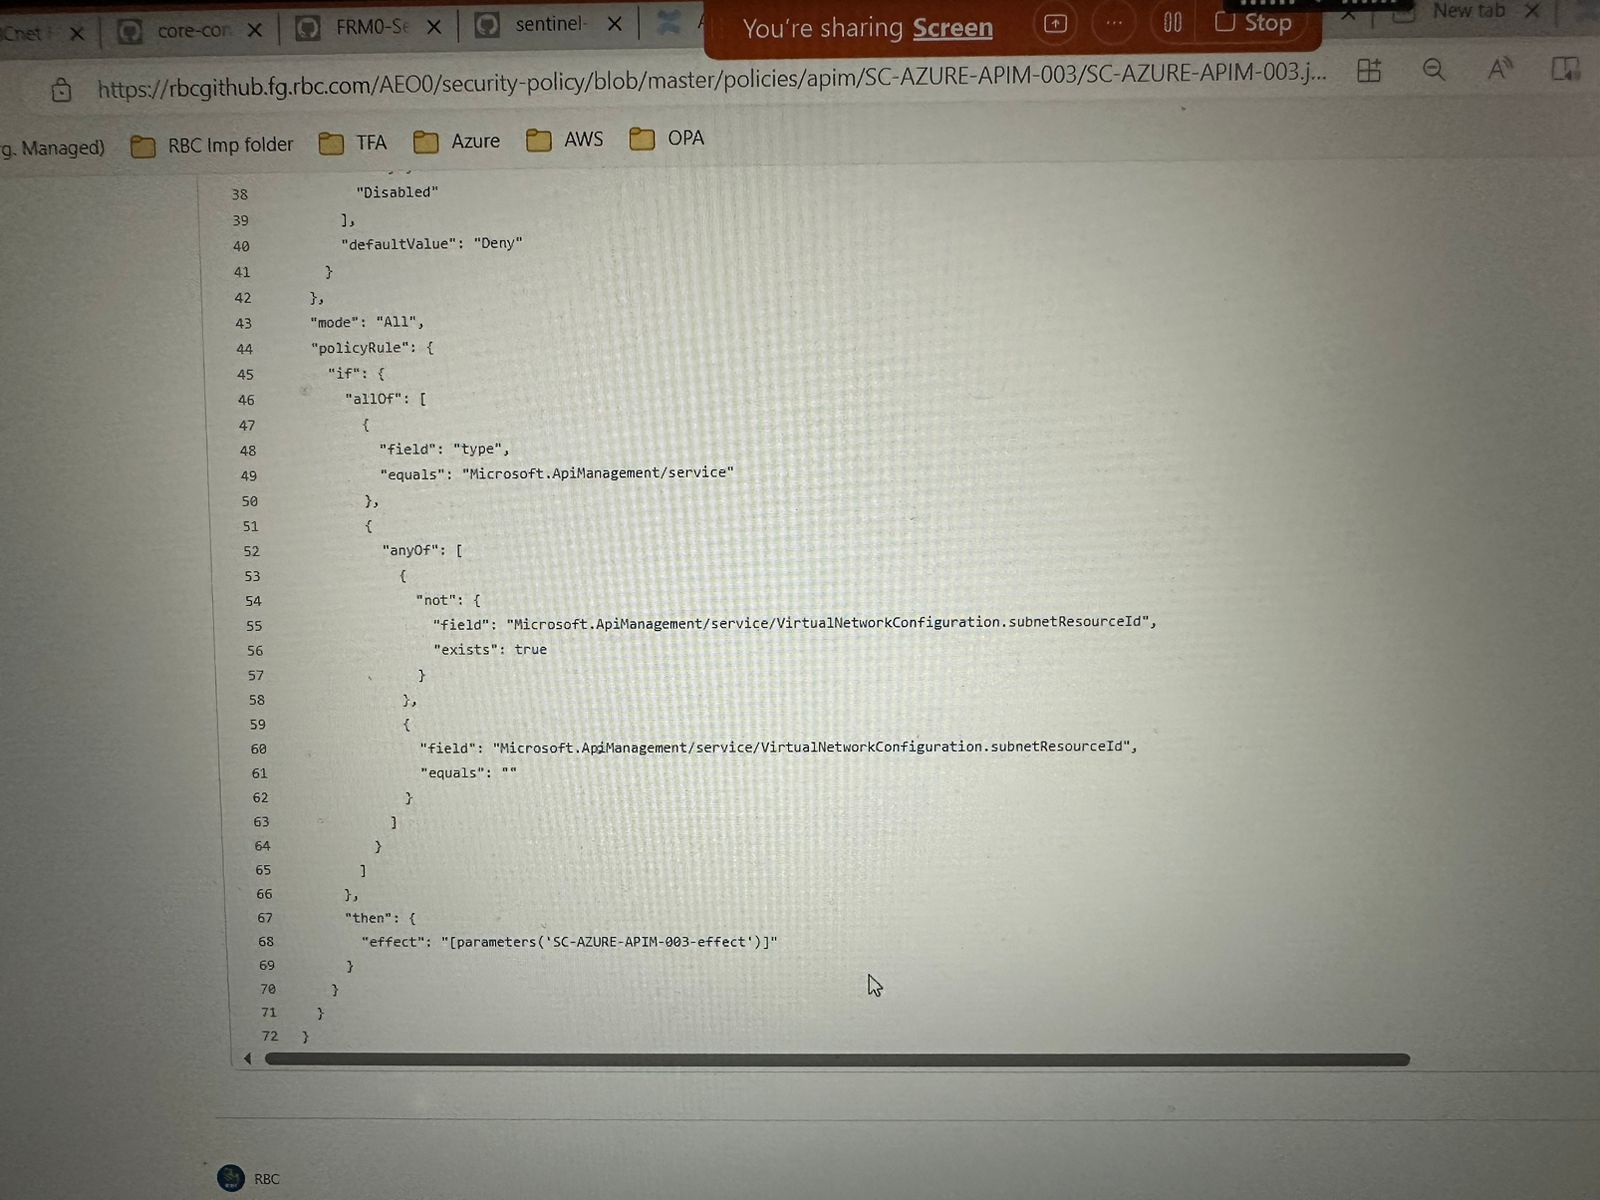 Cnet
core-con
FRM0-Se
sentinel-
You're sharing Screen
Stop
New tab
https://rbcgithub.fg.rbc.com/AEO0/security-policy/blob/master/policies/apim/SC-AZURE-APIM-003/SC-AZURE-APIM-003.j...
g. Managed)
RBC Imp folder
TFA
Azure
AWS
OPA
38 "Disabled"
39 ],
40 "defaultValue": "Deny"
41 }
42 },
43 "mode": "All",
44 "policyRule": {
45 "if": {
46 "allOf": [
47 {
48 "field": "type",
49 "equals": "Microsoft.ApiManagement/service"
50 },
51 {
52 "anyOf": [
53 {
54 "not": {
55 "field": "Microsoft.ApiManagement/service/VirtualNetworkConfiguration.subnetResourceId",
56 "exists": true
57 }
58 },
59 {
60 "field": "Microsoft.ApiManagement/service/VirtualNetworkConfiguration.subnetResourceId",
61 "equals": ""
62 }
63 ]
64 }
65 ]
66 },
67 "then": {
68 "effect": "[parameters('SC-AZURE-APIM-003-effect')]"
69 }
70 }
71 }
72 }
RBC